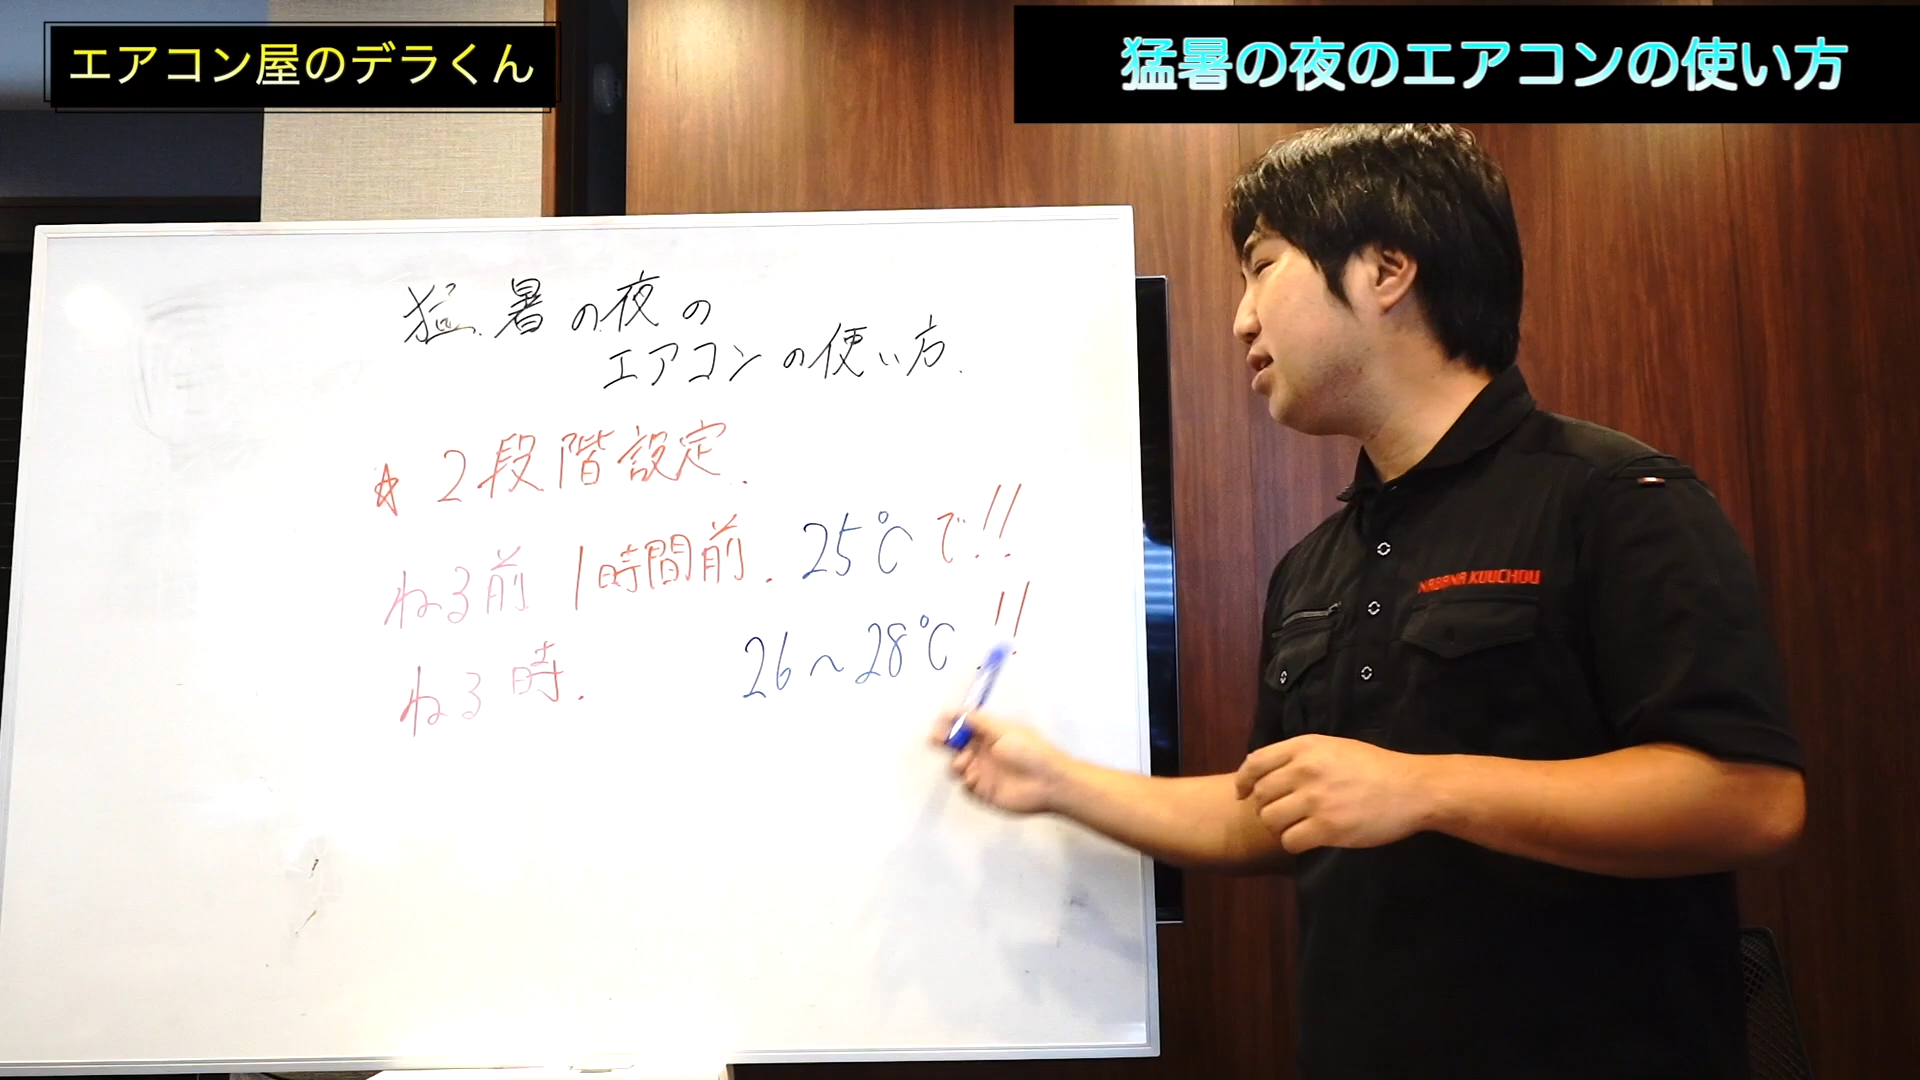 エアコン屋のデラくん
猛暑の夜のエアコンの使い方
猛暑の夜の
エアコンの使い方.
☆ 2段階設定.
ねる前 1時間前. 25℃で!!
ねる時. 26～28℃!!
NAGANA KUUCHOU